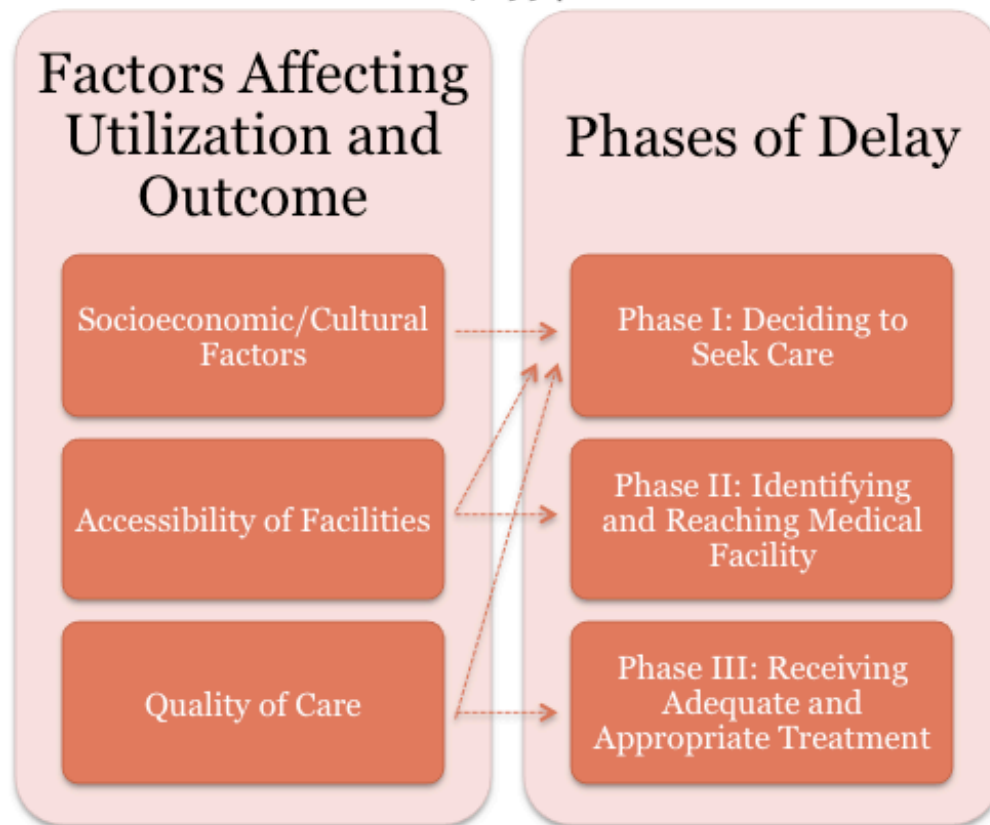 Factors Affecting
Utilization and
Outcome
Socioeconomic/Cultural
Factors
Accessibility of Facilities
Quality of Care
Phases of Delay
Phase I: Deciding to
Seek Care
Phase II: Identifying
and Reaching Medical
Facility
Phase III: Receiving
Adequate and
Appropriate Treatment